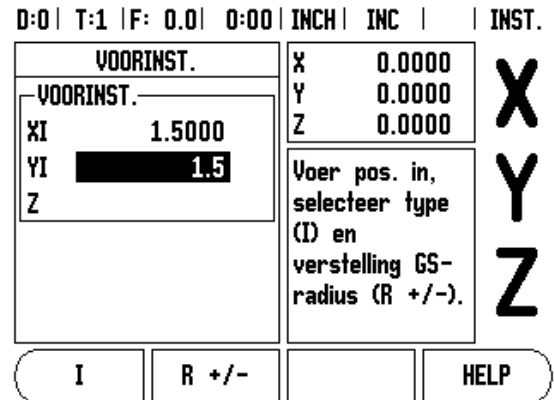 D:0 | T:1 | F: 0.0 | 0:00 | INCH | INC | | INST.
VOORINST.
VOORINST.
XI 1.5000
YI 1.5
Z
X 0.0000
Y 0.0000
Z 0.0000
Voer pos. in,
selecteer type
(I) en
verstelling GS-
radius (R +/-).
X
Y
Z
I
R +/-
HELP